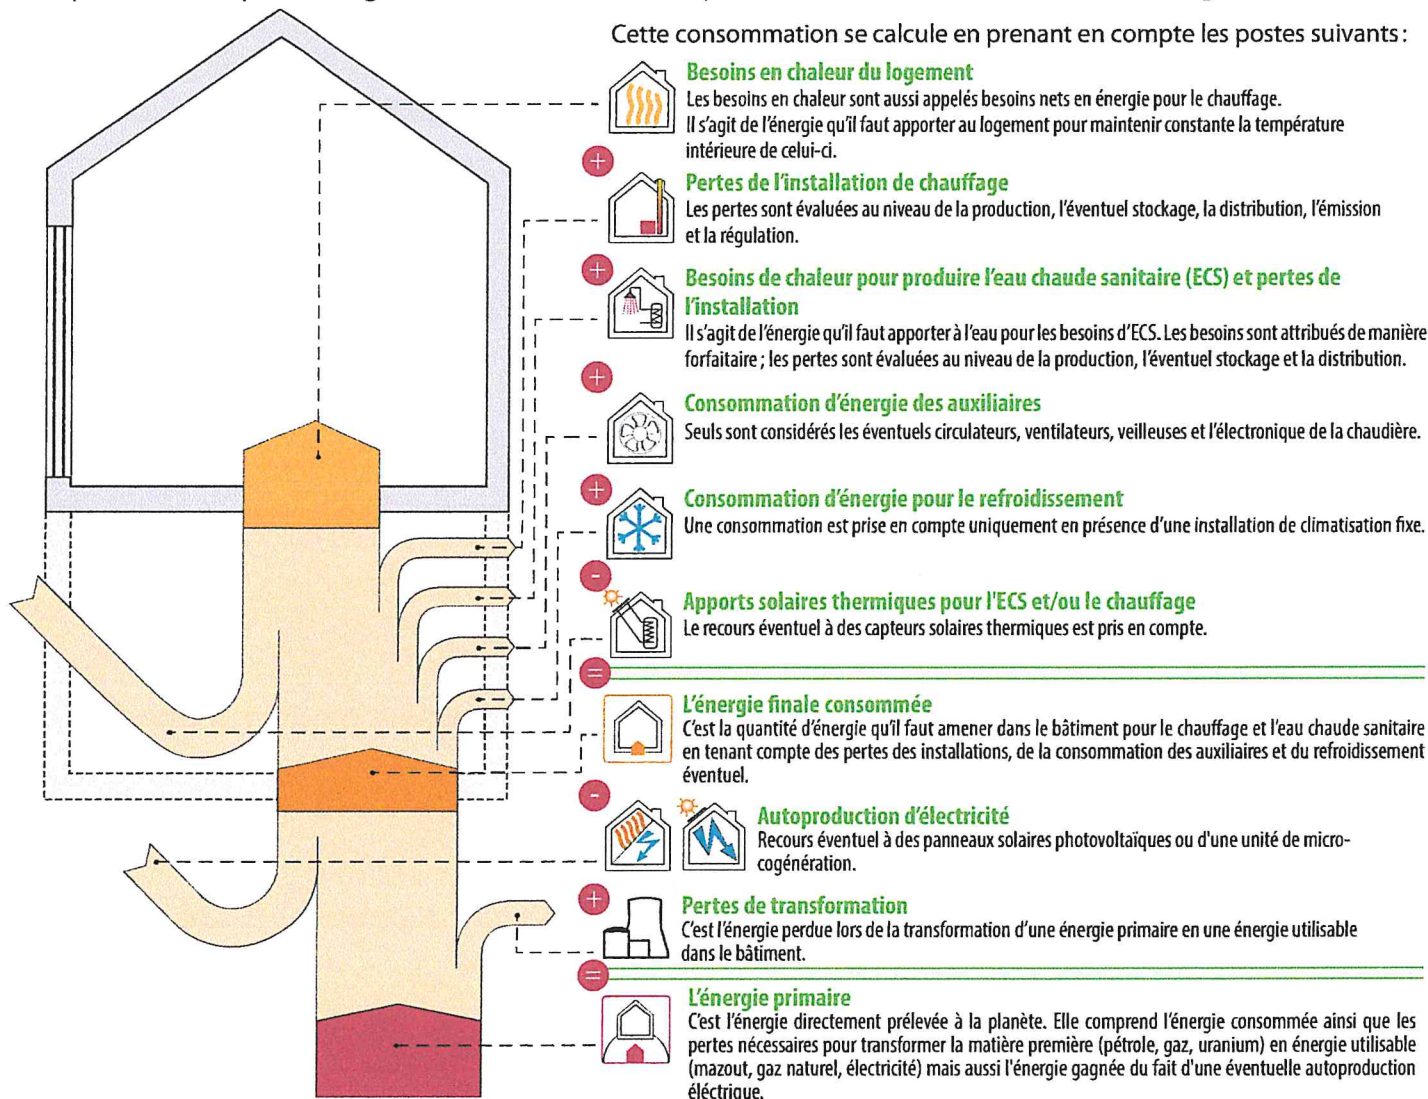 Cette consommation se calcule en prenant en compte les postes suivants :
Besoins en chaleur du logement
Les besoins en chaleur sont aussi appelés besoins nets en énergie pour le chauffage.
Il s'agit de l'énergie qu'il faut apporter au logement pour maintenir constante la température
intérieure de celui-ci.
+
Pertes de l'installation de chauffage
Les pertes sont évaluées au niveau de la production, l'éventuel stockage, la distribution, l'émission
et la régulation.
+
Besoins de chaleur pour produire l'eau chaude sanitaire (ECS) et pertes de
l'installation
Il s'agit de l'énergie qu'il faut apporter à l'eau pour les besoins d'ECS. Les besoins sont attribués de manière
forfaitaire ; les pertes sont évaluées au niveau de la production, l'éventuel stockage et la distribution.
+
Consommation d'énergie des auxiliaires
Seuls sont considérés les éventuels circulateurs, ventilateurs, veilleuses et l'électronique de la chaudière.
+
Consommation d'énergie pour le refroidissement
Une consommation est prise en compte uniquement en présence d'une installation de climatisation fixe.
-
Apports solaires thermiques pour l'ECS et/ou le chauffage
Le recours éventuel à des capteurs solaires thermiques est pris en compte.
=
L'énergie finale consommée
C'est la quantité d'énergie qu'il faut amener dans le bâtiment pour le chauffage et l'eau chaude sanitaire
en tenant compte des pertes des installations, de la consommation des auxiliaires et du refroidissement
éventuel.
-
Autoproduction d'électricité
Recours éventuel à des panneaux solaires photovoltaïques ou d'une unité de micro-
cogénération.
+
Pertes de transformation
C'est l'énergie perdue lors de la transformation d'une énergie primaire en une énergie utilisable
dans le bâtiment.
=
L'énergie primaire
C'est l'énergie directement prélevée à la planète. Elle comprend l'énergie consommée ainsi que les
pertes nécessaires pour transformer la matière première (pétrole, gaz, uranium) en énergie utilisable
(mazout, gaz naturel, électricité) mais aussi l'énergie gagnée du fait d'une éventuelle autoproduction
éléctrique.